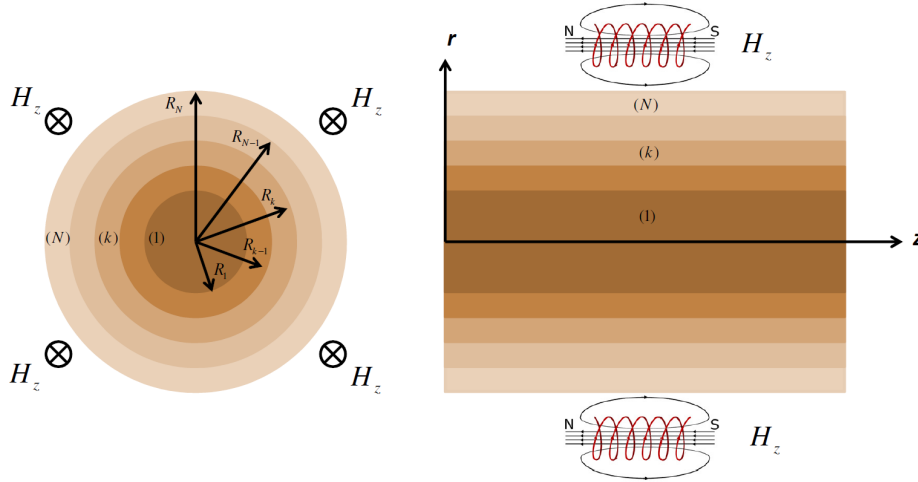 N S
H_z
r
H_z H_z
R_N
(N)
R_{N-1}
(k)
R_k
(1)
(N) (k) (1)
z
R_{k-1}
R_1
H_z H_z
N S
H_z